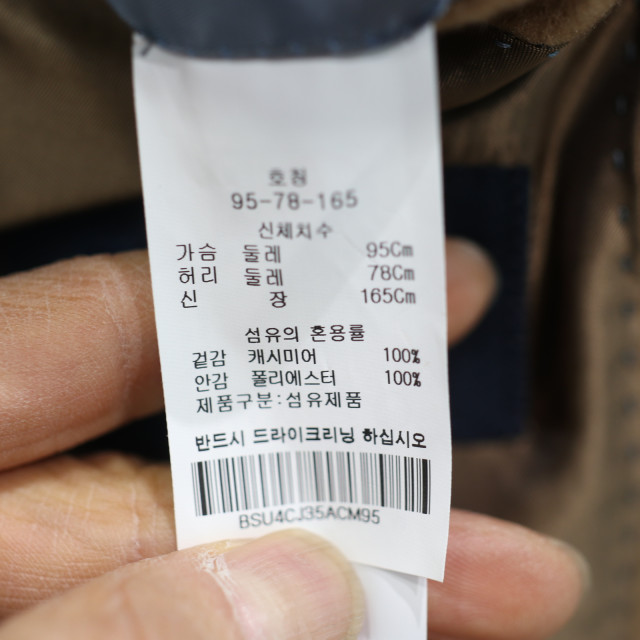 호칭
95-78-165
신체치수
가슴 둘레 95Cm
허리 둘레 78Cm
신 장 165Cm
섬유의 혼용률
겉감 캐시미어 100%
안감 폴리에스터 100%
제품구분:섬유제품
반드시 드라이크리닝 하십시오
BSU4CJ35ACM95